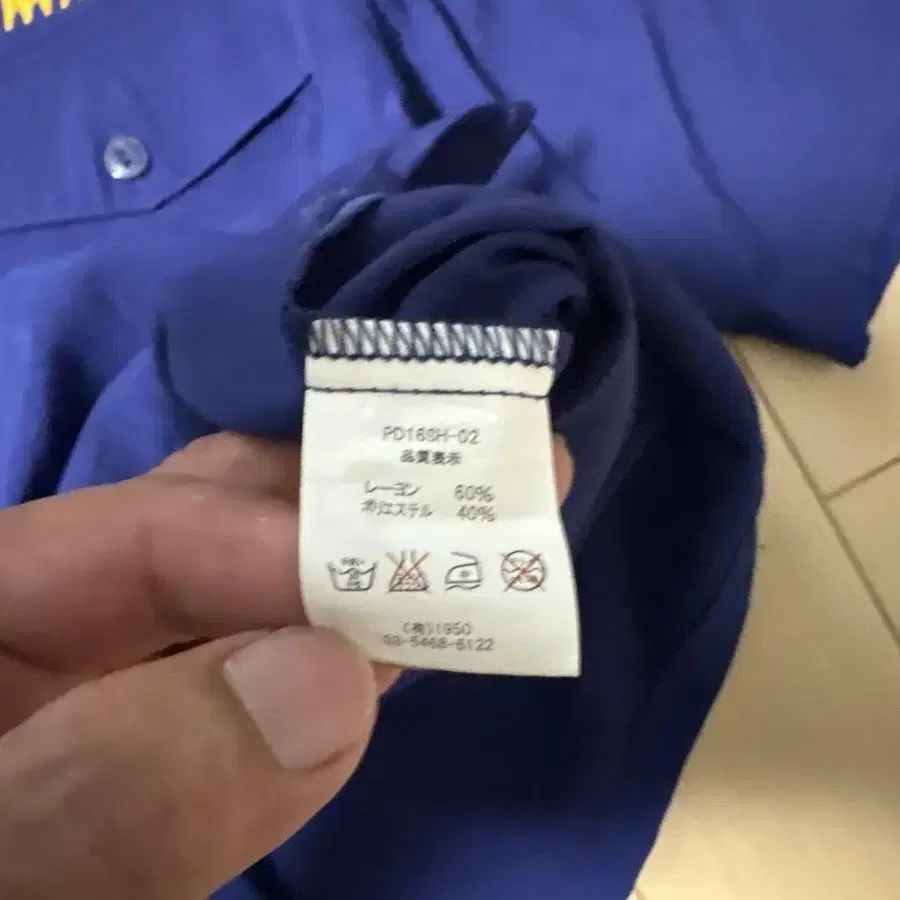 PD16SH-02
品質表示
レーヨン 60%
ポリエステル 40%
(有)1950
03-5468-6122